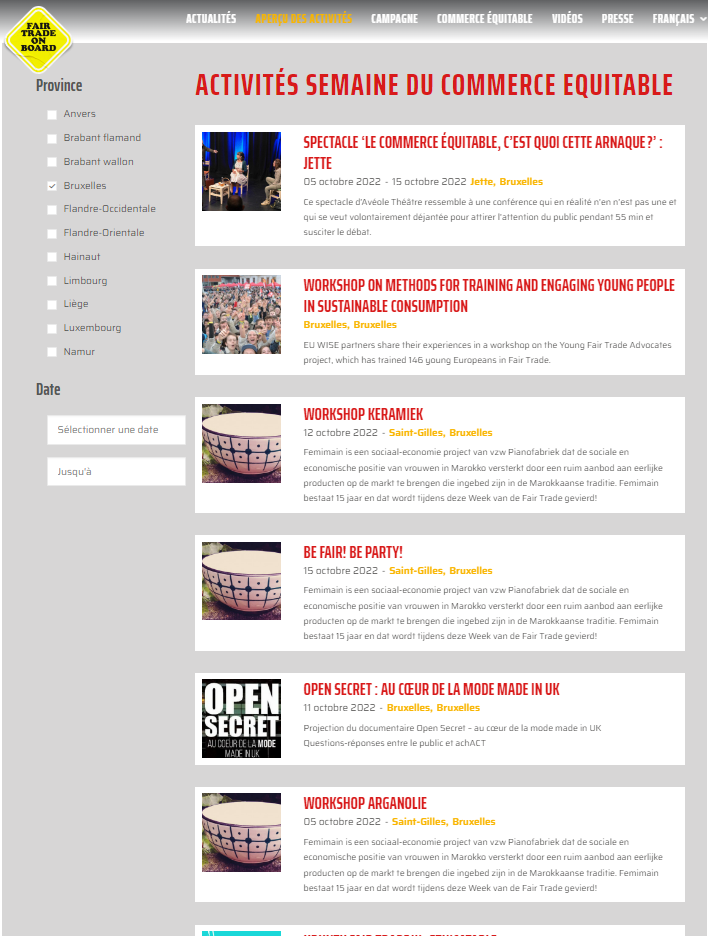 FAIR
TRADE
ON
BOARD
ACTUALITÉS APERÇU DES ACTIVITÉS CAMPAGNE COMMERCE ÉQUITABLE VIDÉOS PRESSE FRANÇAIS
Province
Anvers
Brabant flamand
Brabant wallon
Bruxelles
Flandre-Occidentale
Flandre-Orientale
Hainaut
Limbourg
Liège
Luxembourg
Namur
Date
Sélectionner une date
Jusqu'à
ACTIVITÉS SEMAINE DU COMMERCE EQUITABLE
SPECTACLE ‘LE COMMERCE ÉQUITABLE, C’EST QUOI CETTE ARNAQUE?’ :
JETTE
05 octobre 2022 - 15 octobre 2022 Jette, Bruxelles
Ce spectacle d’Avéole Théâtre ressemble à une conférence qui en réalité n’en n’est pas une et
qui se veut volontairement déjantée pour attirer l’attention du public pendant 55 min et
susciter le débat.
WORKSHOP ON METHODS FOR TRAINING AND ENGAGING YOUNG PEOPLE
IN SUSTAINABLE CONSUMPTION
Bruxelles, Bruxelles
EU WISE partners share their experiences in a workshop on the Young Fair Trade Advocates
project, which has trained 146 young Europeans in Fair Trade.
WORKSHOP KERAMIEK
12 octobre 2022 - Saint-Gilles, Bruxelles
Femimain is een sociaal-economie project van vzw Pianofabriek dat de sociale en
economische positie van vrouwen in Marokko versterkt door een ruim aanbod aan eerlijke
producten op de markt te brengen die ingebed zijn in de Marokkaanse traditie. Femimain
bestaat 15 jaar en dat wordt tijdens deze Week van de Fair Trade gevierd!
BE FAIR! BE PARTY!
15 octobre 2022 - Saint-Gilles, Bruxelles
Femimain is een sociaal-economie project van vzw Pianofabriek dat de sociale en
economische positie van vrouwen in Marokko versterkt door een ruim aanbod aan eerlijke
producten op de markt te brengen die ingebed zijn in de Marokkaanse traditie. Femimain
bestaat 15 jaar en dat wordt tijdens deze Week van de Fair Trade gevierd!
OPEN
SECRET
AU CŒUR DE LA MODE
MADE IN UK
OPEN SECRET : AU CŒUR DE LA MODE MADE IN UK
11 octobre 2022 - Bruxelles, Bruxelles
Projection du documentaire Open Secret – au cœur de la mode made in UK
Questions-réponses entre le public et achACT
WORKSHOP ARGANOLIE
05 octobre 2022 - Saint-Gilles, Bruxelles
Femimain is een sociaal-economie project van vzw Pianofabriek dat de sociale en
economische positie van vrouwen in Marokko versterkt door een ruim aanbod aan eerlijke
producten op de markt te brengen die ingebed zijn in de Marokkaanse traditie. Femimain
bestaat 15 jaar en dat wordt tijdens deze Week van de Fair Trade gevierd!